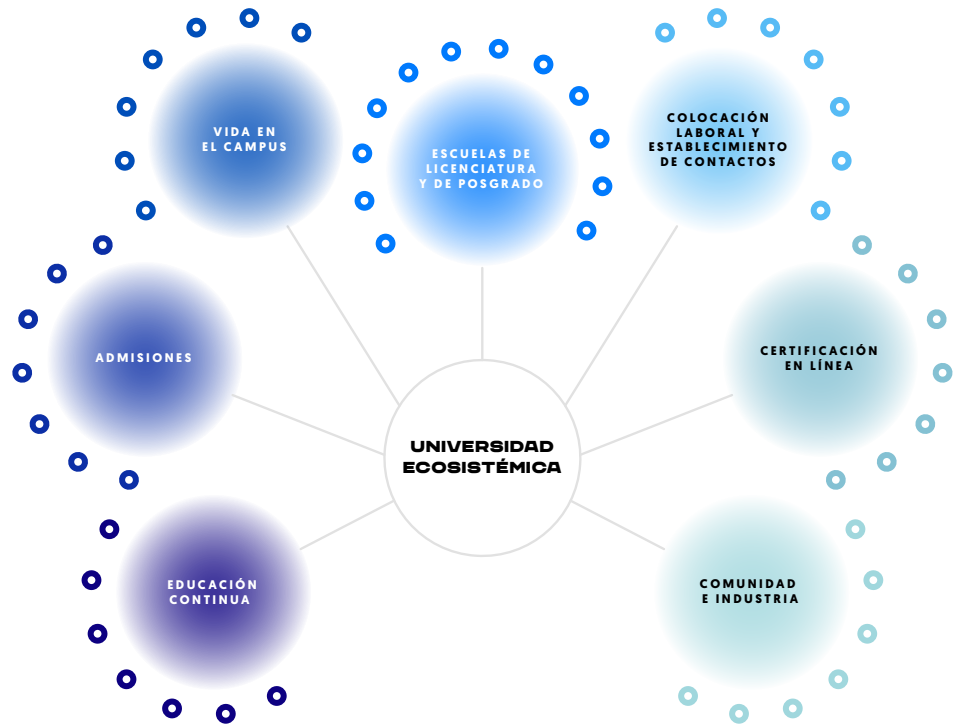 VIDA EN
EL CAMPUS
ESCUELAS DE
LICENCIATURA
Y DE POSGRADO
COLOCACIÓN
LABORAL Y
ESTABLECIMIENTO
DE CONTACTOS
ADMISIONES
CERTIFICACIÓN
EN LÍNEA
UNIVERSIDAD
ECOSISTÉMICA
EDUCACIÓN
CONTINUA
COMUNIDAD
E INDUSTRIA